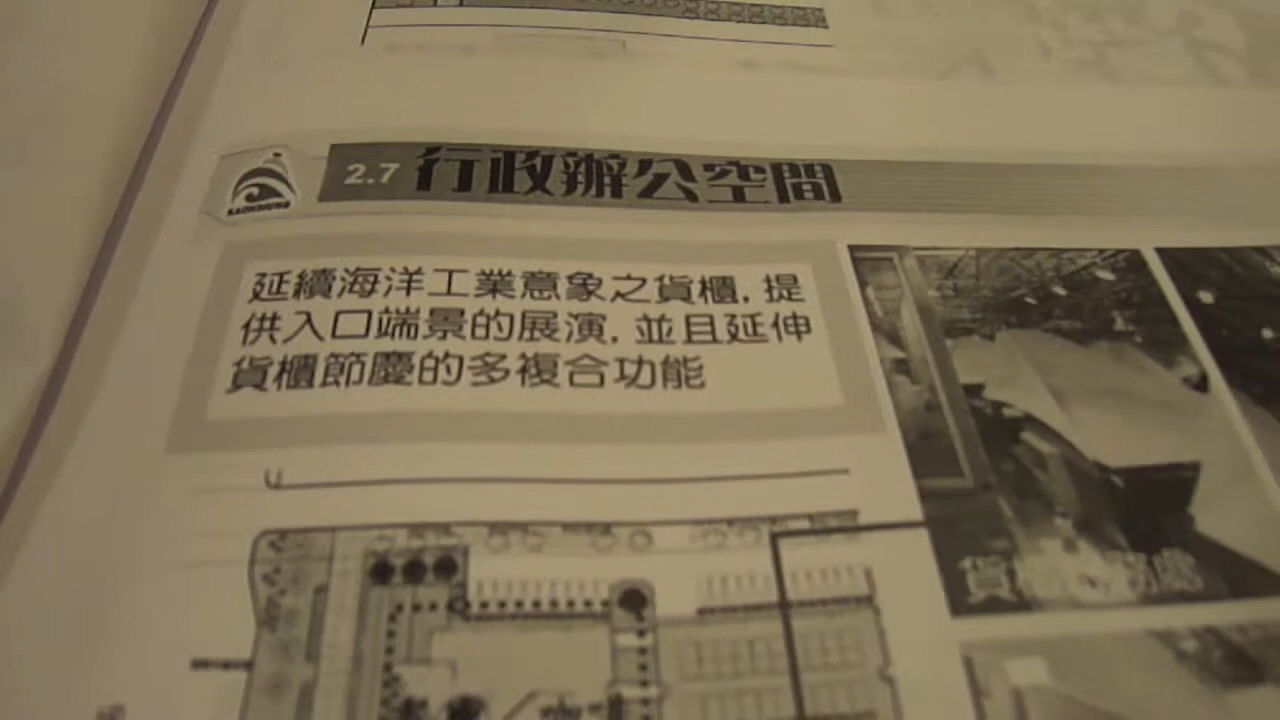 2.7 行政辦公空間
KAOHSIUNG
延續海洋工業意象之貨櫃,提
供入口端景的展演,並且延伸
貨櫃節慶的多複合功能